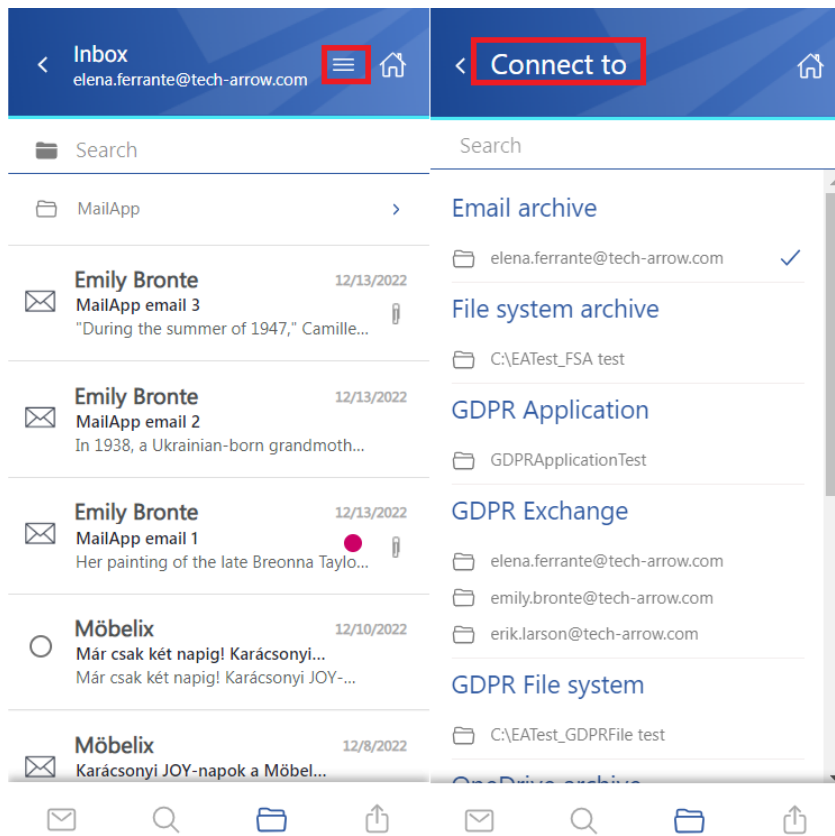 Inbox
elena.ferrante@tech-arrow.com
Search
MailApp
Emily Bronte
12/13/2022
MailApp email 3
"During the summer of 1947," Camille...
Emily Bronte
12/13/2022
MailApp email 2
In 1938, a Ukrainian-born grandmoth...
Emily Bronte
12/13/2022
MailApp email 1
Her painting of the late Breonna Taylo...
Möbelix
12/10/2022
Már csak két napig! Karácsonyi...
Már csak két napig! Karácsonyi JOY-...
Möbelix
12/8/2022
Karácsonyi JOY-napok a Möbel...
Connect to
Search
Email archive
elena.ferrante@tech-arrow.com
File system archive
C:\EATest_FSA test
GDPR Application
GDPRApplicationTest
GDPR Exchange
elena.ferrante@tech-arrow.com
emily.bronte@tech-arrow.com
erik.larson@tech-arrow.com
GDPR File system
C:\EATest_GDPRFile test
OneDrive archive